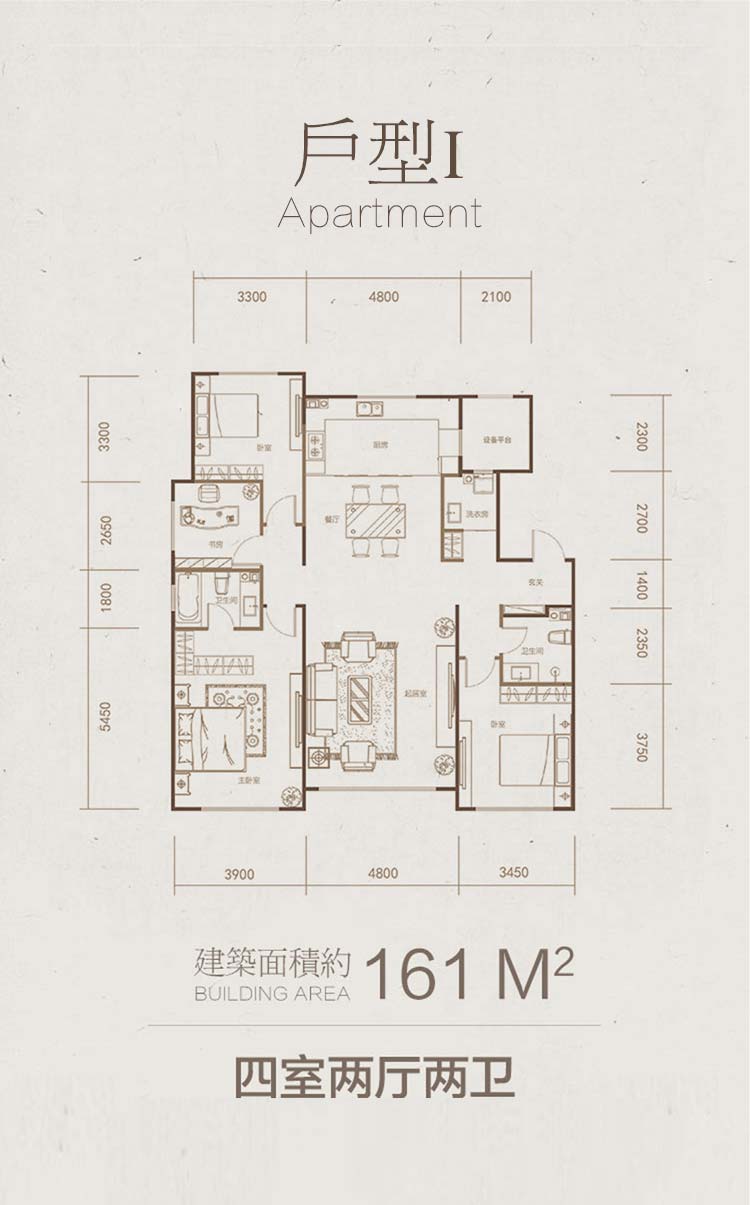 戶型I
Apartment
3300 4800 2100
3300
2650
1800
5450
2300
2700
1400
2350
3750
卧室
厨房
设备平台
书房
餐厅
洗衣房
玄关
卫生间
卫生间
起居室
卧室
主卧室
3900 4800 3450
建築面積約 161 M²
BUILDING AREA
四室两厅两卫